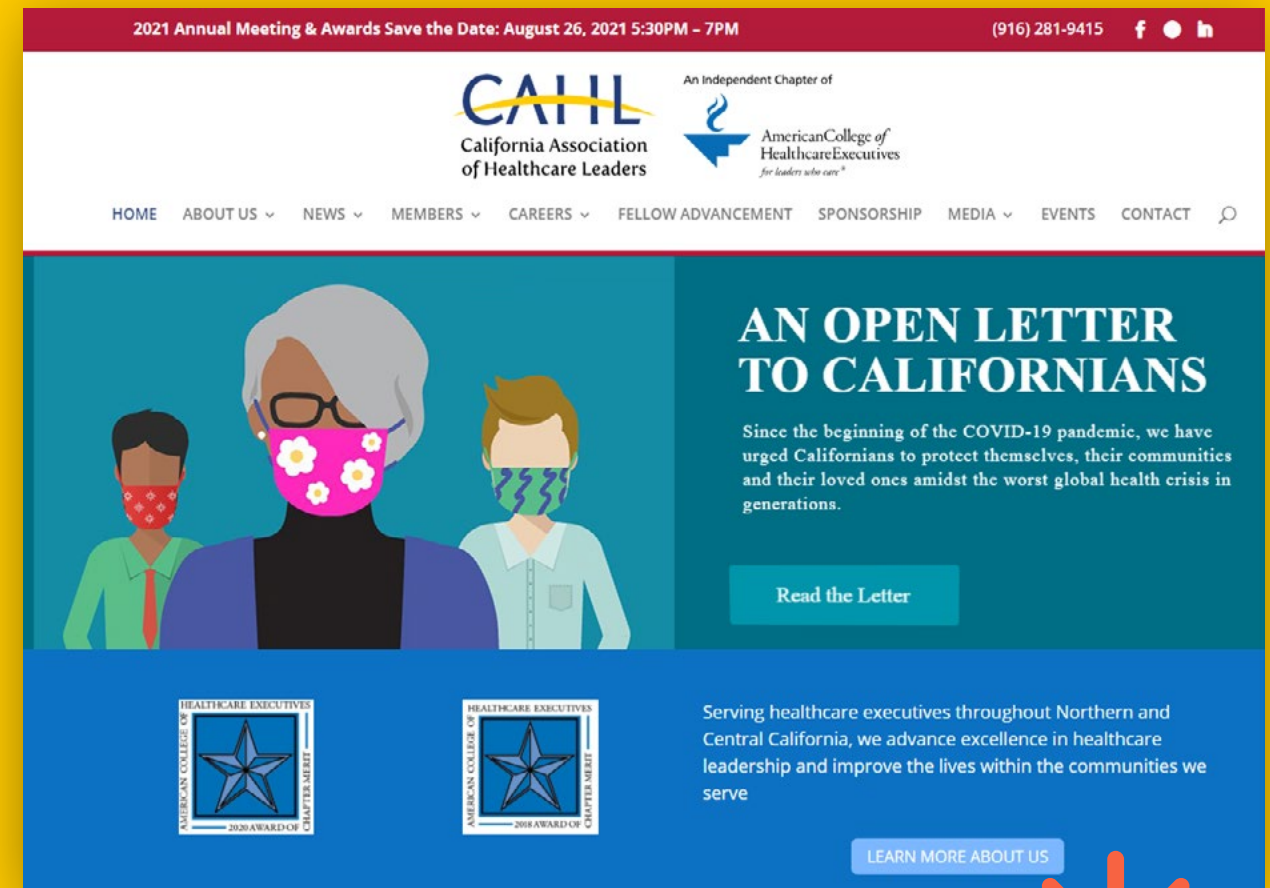 2021 Annual Meeting & Awards Save the Date: August 26, 2021 5:30PM – 7PM
(916) 281-9415
CAHL
California Association
of Healthcare Leaders
An Independent Chapter of
AmericanCollege of
HealthcareExecutives
for leaders who care®
HOME ABOUT US NEWS MEMBERS CAREERS FELLOW ADVANCEMENT SPONSORSHIP MEDIA EVENTS CONTACT
AN OPEN LETTER
TO CALIFORNIANS
Since the beginning of the COVID-19 pandemic, we have
urged Californians to protect themselves, their communities
and their loved ones amidst the worst global health crisis in
generations.
Read the Letter
AMERICAN COLLEGE OF
HEALTHCARE EXECUTIVES
2020 AWARD OF
CHAPTER MERIT
AMERICAN COLLEGE OF
HEALTHCARE EXECUTIVES
2018 AWARD OF
CHAPTER MERIT
Serving healthcare executives throughout Northern and
Central California, we advance excellence in healthcare
leadership and improve the lives within the communities we
serve
LEARN MORE ABOUT US